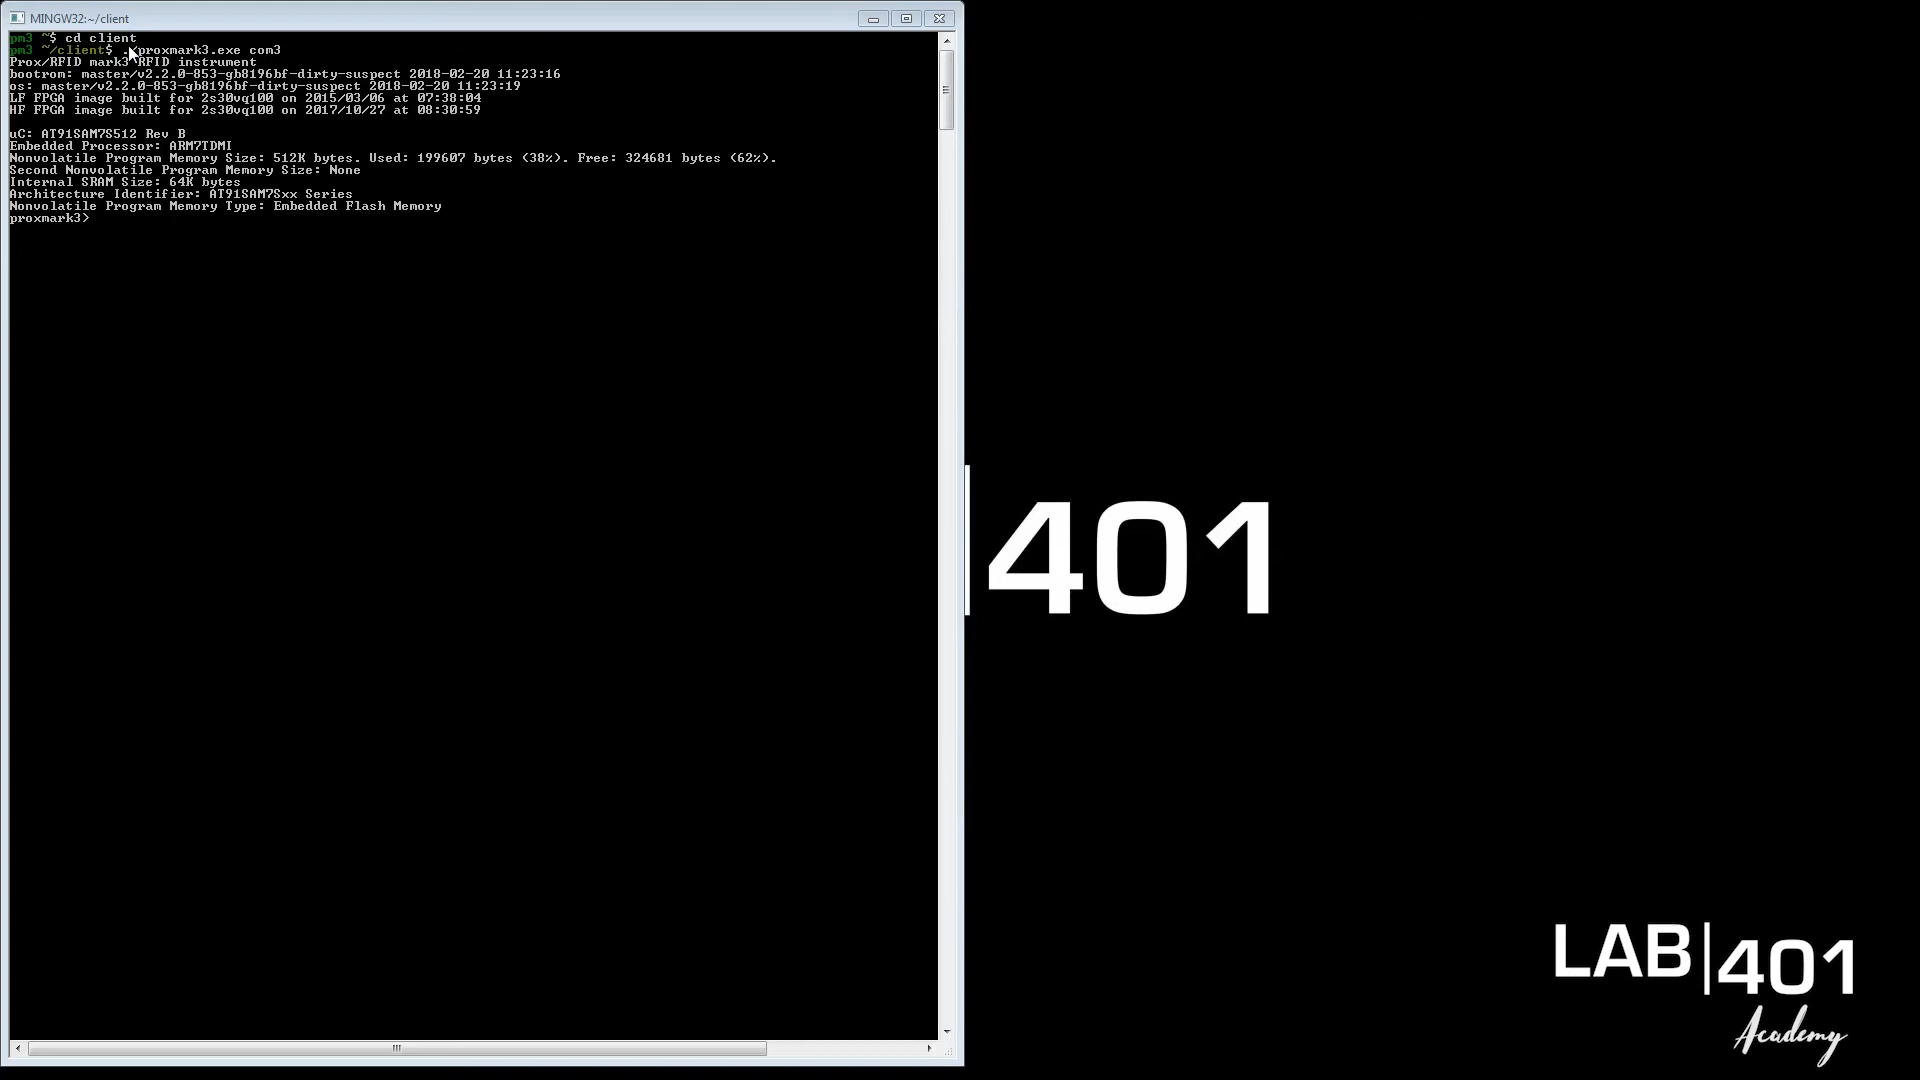 MINGW32:~/client
pm3 ~$ cd client
pm3 ~/client$ ./proxmark3.exe com3
Prox/RFID mark3 RFID instrument
bootrom: master/v2.2.0-853-gb8196bf-dirty-suspect 2018-02-20 11:23:16
os: master/v2.2.0-853-gb8196bf-dirty-suspect 2018-02-20 11:23:19
LF FPGA image built for 2s30vq100 on 2015/03/06 at 07:38:04
HF FPGA image built for 2s30vq100 on 2017/10/27 at 08:30:59
uC: AT91SAM7S512 Rev B
Embedded Processor: ARM7TDMI
Nonvolatile Program Memory Size: 512K bytes. Used: 199607 bytes (38%). Free: 324681 bytes (62%).
Second Nonvolatile Program Memory Size: None
Internal SRAM Size: 64K bytes
Architecture Identifier: AT91SAM7Sxx Series
Nonvolatile Program Memory Type: Embedded Flash Memory
proxmark3>
|401
LAB|401
Academy